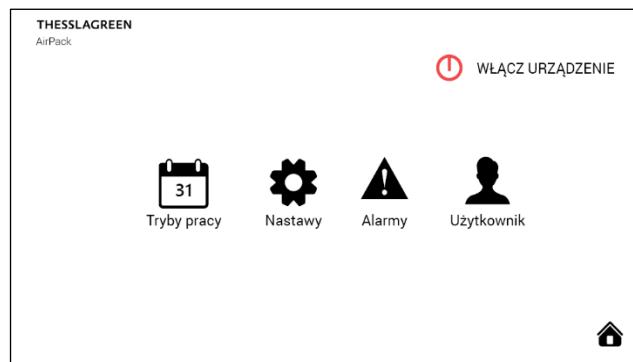 THESSLAGREEN
AirPack
WŁĄCZ URZĄDZENIE
31
Tryby pracy
Nastawy
Alarmy
Użytkownik